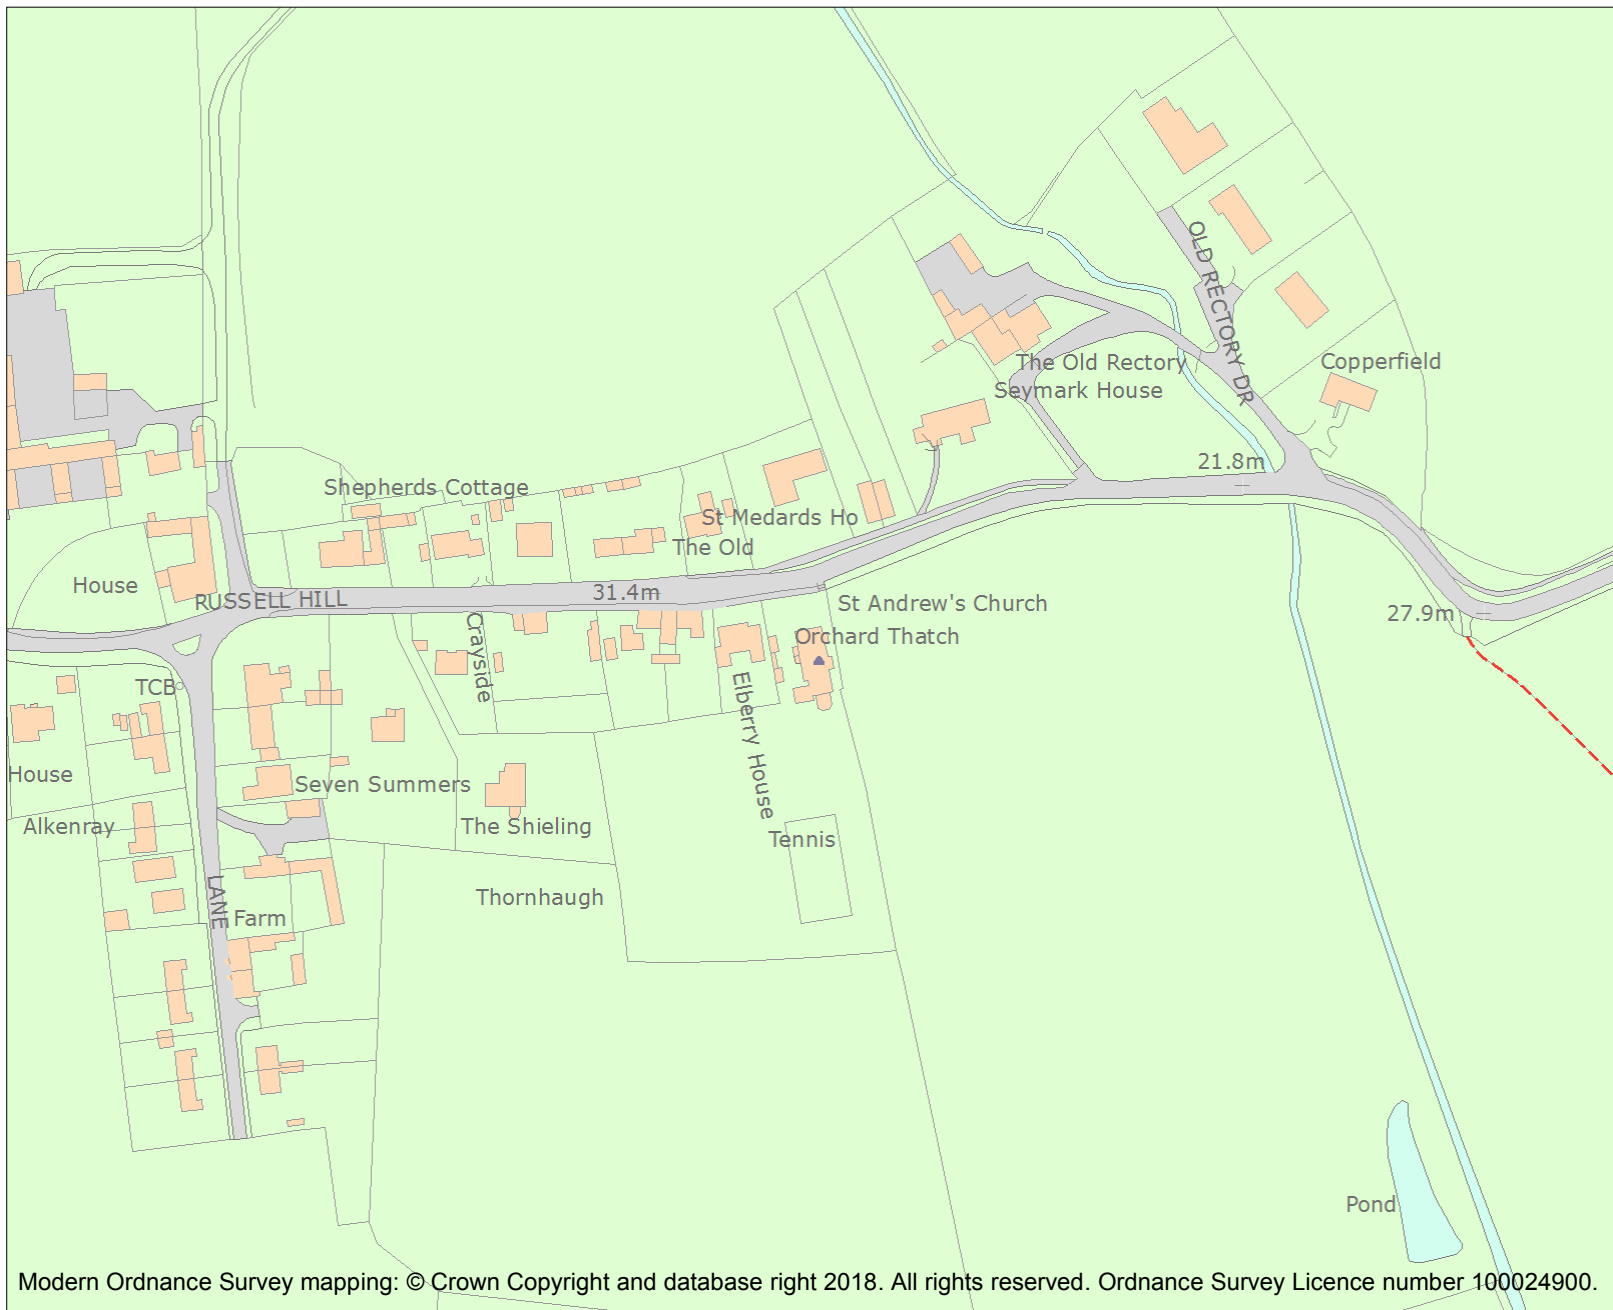 OLD RECTORY DR
The Old Rectory
Copperfield
Seymark House
21.8m
Shepherds Cottage
St Medards Ho
The Old
House
RUSSELL HILL
31.4m
St Andrew's Church
27.9m
Crayside
Orchard Thatch
TCB
Elberry House
House
Seven Summers
Alkenray
The Shieling
Tennis
LANE
Thornhaugh
Farm
Pond
Modern Ordnance Survey mapping: © Crown Copyright and database right 2018. All rights reserved. Ordnance Survey Licence number 100024900.